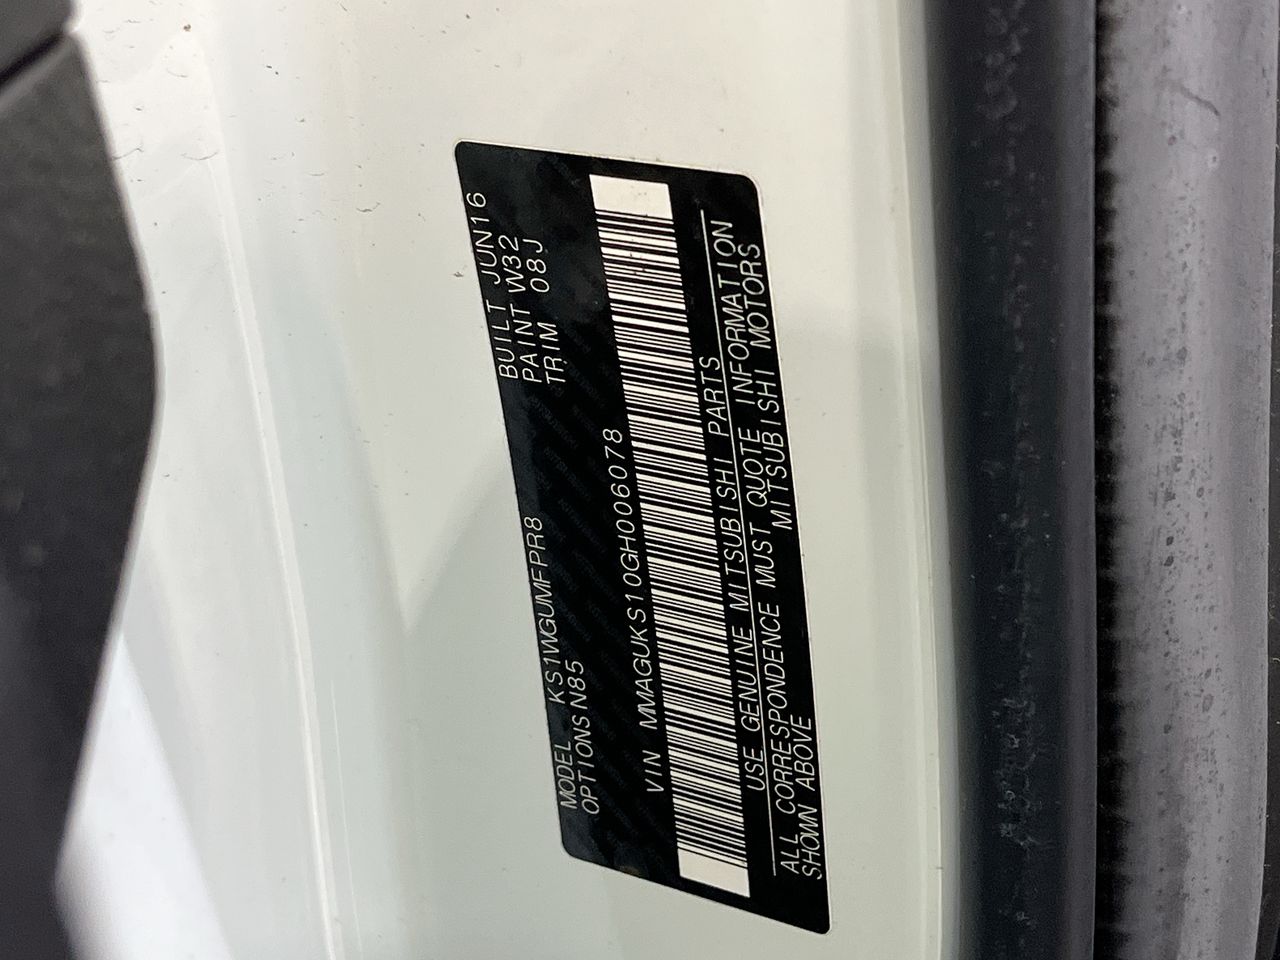 MODEL KS1WGUMFPR8 BUILT JUN16
OPTIONS N85 PAINT W32
TRIM 08J
VIN MMAGUKS10GH006078
USE GENUINE MITSUBISHI PARTS
ALL CORRESPONDENCE MUST QUOTE INFORMATION
SHOWN ABOVE MITSUBISHI MOTORS